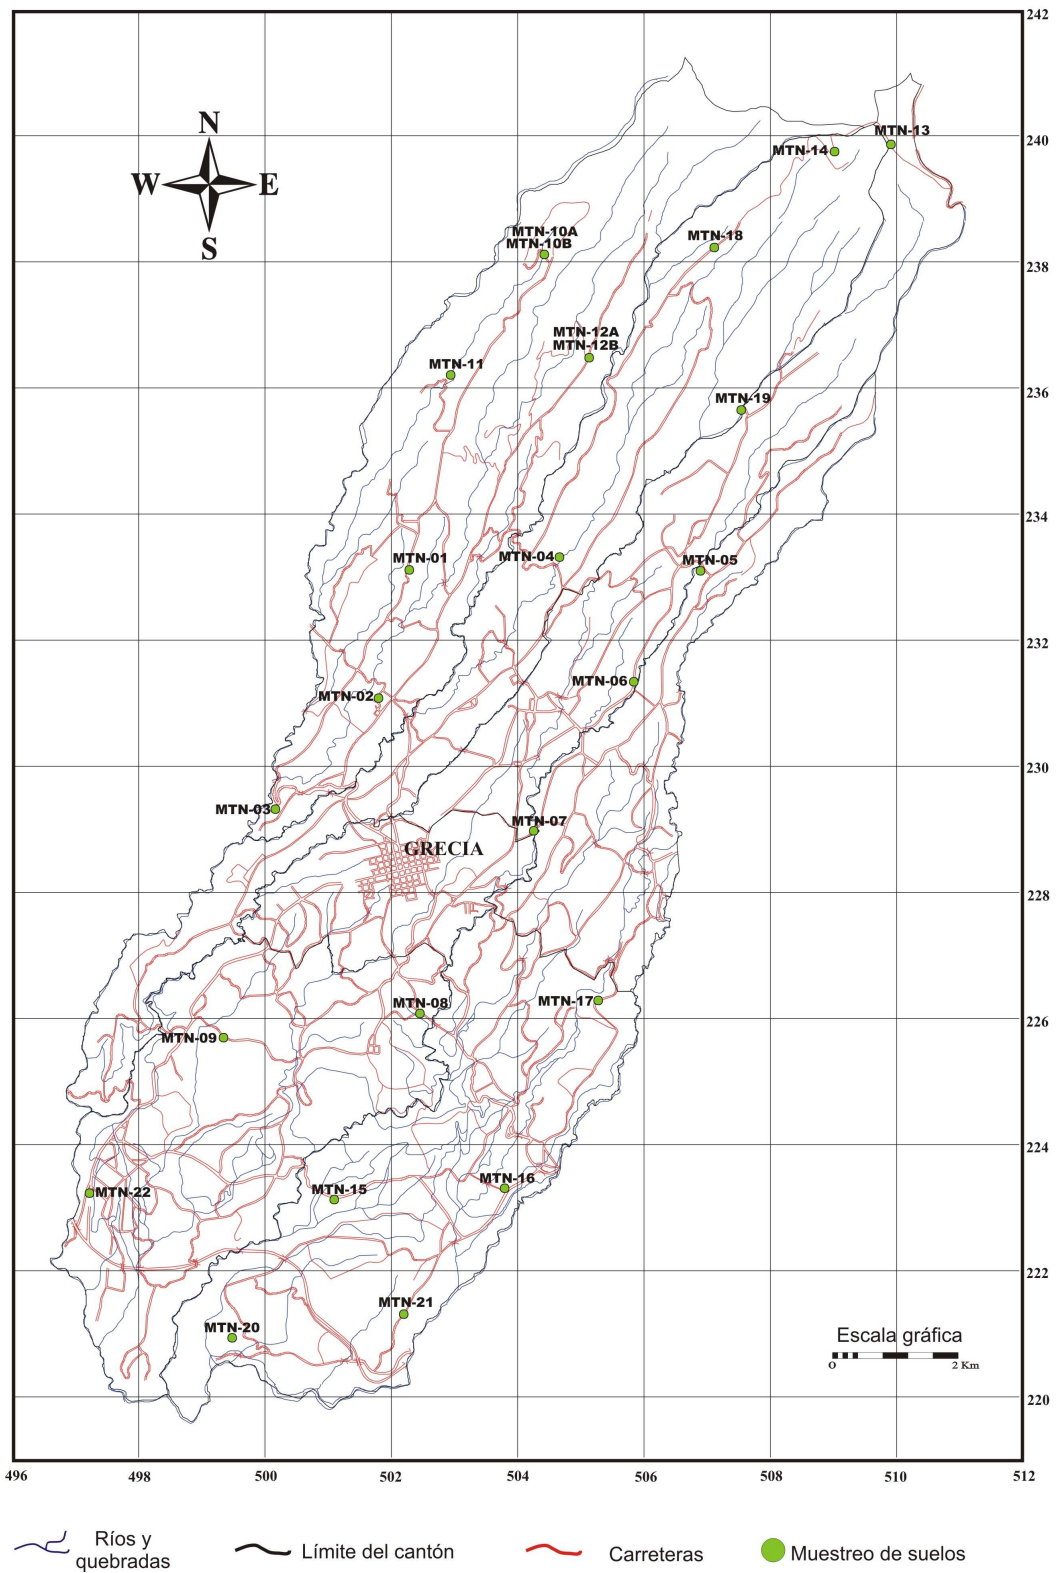 242
N
MTN-13
240
MTN-14
W
E
S
MTN-10A
MTN-10B
MTN-18
238
MTN-12A
MTN-12B
MTN-11
236
MTN-19
234
MTN-01
MTN-04
MTN-05
232
MTN-06
MTN-02
230
MTN-03
MTN-07
GRECIA
228
MTN-08
MTN-17
226
MTN-09
224
MTN-16
MTN-22
MTN-15
222
MTN-21
MTN-20
Escala gráfica
0
2 Km
220
496
498
500
502
504
506
508
510
512
Ríos y
quebradas
Límite del cantón
Carreteras
Muestreo de suelos